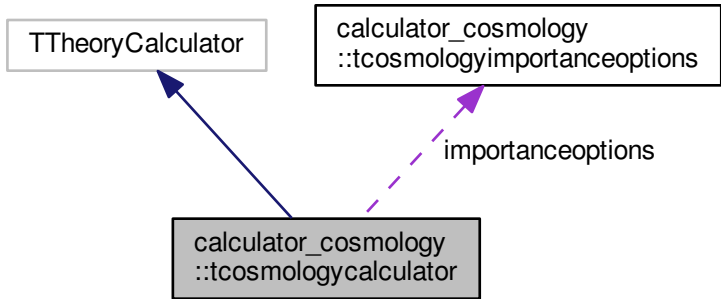 TTheoryCalculator
calculator_cosmology
::tcosmologyimportanceoptions
importanceoptions
calculator_cosmology
::tcosmologycalculator